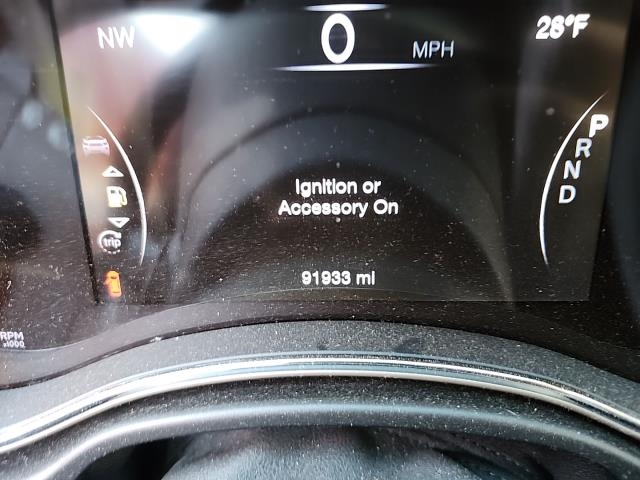 NW 0 MPH 28°F
P
R
N
D
Ignition or
Accessory On
trip
91933 mi
RPM
x1000